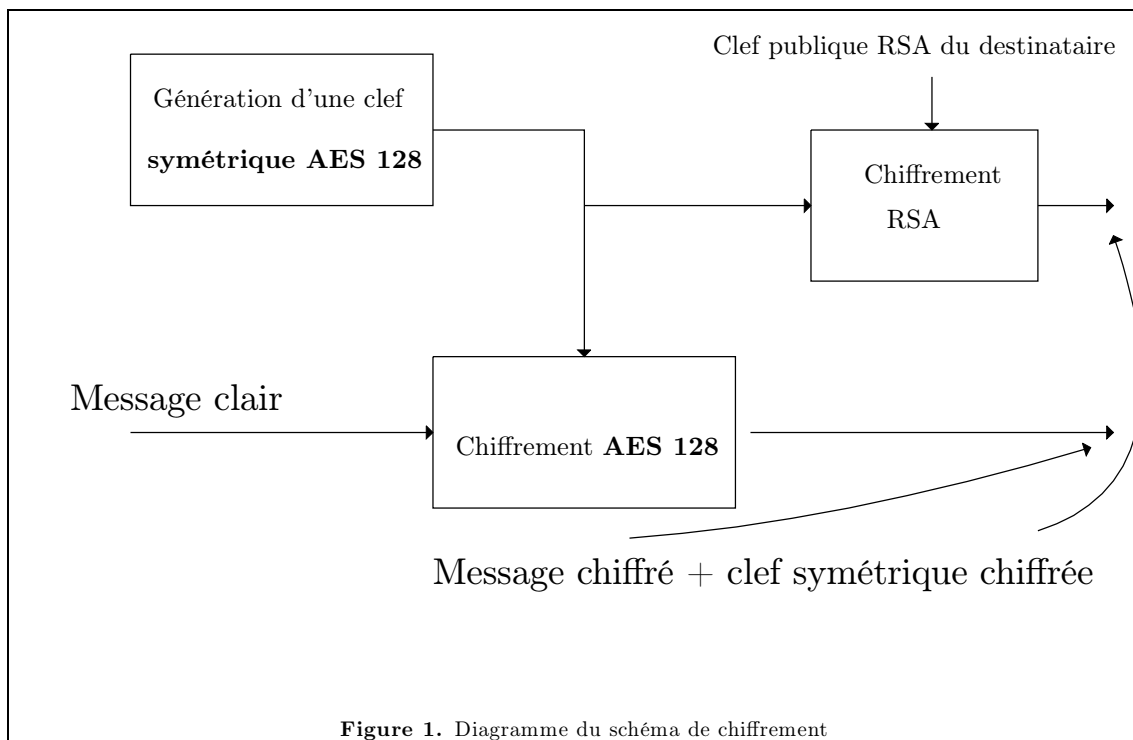 Clef publique RSA du destinataire
Génération d'une clef
symétrique AES 128
Chiffrement
RSA
Message clair
Chiffrement AES 128
Message chiffré + clef symétrique chiffrée
Figure 1. Diagramme du schéma de chiffrement